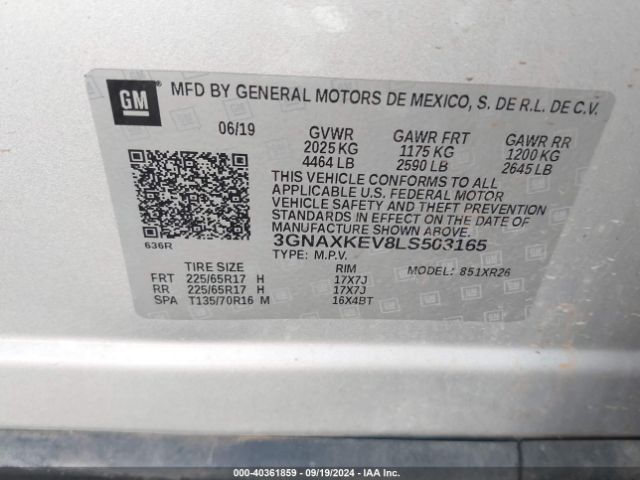 GM
MFD BY GENERAL MOTORS DE MEXICO, S. DE R.L. DE C.V.
06/19 GVWR GAWR FRT GAWR RR
2025 KG 1175 KG 1200 KG
4464 LB 2590 LB 2645 LB
THIS VEHICLE CONFORMS TO ALL
APPLICABLE U.S. FEDERAL MOTOR
VEHICLE SAFETY AND THEFT PREVENTION
STANDARDS IN EFFECT ON THE DATE OF
MANUFACTURE SHOWN ABOVE.
636R 3GNAXKEV8LS503165
TYPE: M.P.V.
TIRE SIZE RIM MODEL: 851XR26
FRT 225/65R17 H 17X7J
RR 225/65R17 H 17X7J
SPA T135/70R16 M 16X4BT
000-40361859 - 09/19/2024 - IAA Inc.